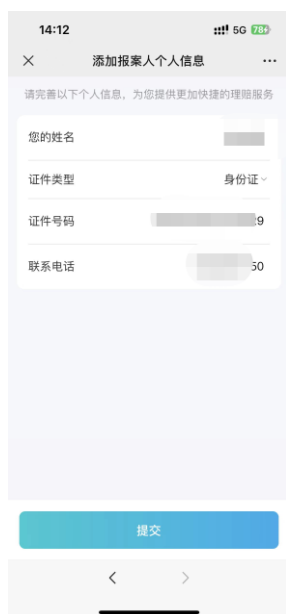 14:12
5G 78
添加报案人个人信息
请完善以下个人信息，为您提供更加快捷的理赔服务
您的姓名
证件类型 身份证
证件号码 9
联系电话 50
提交